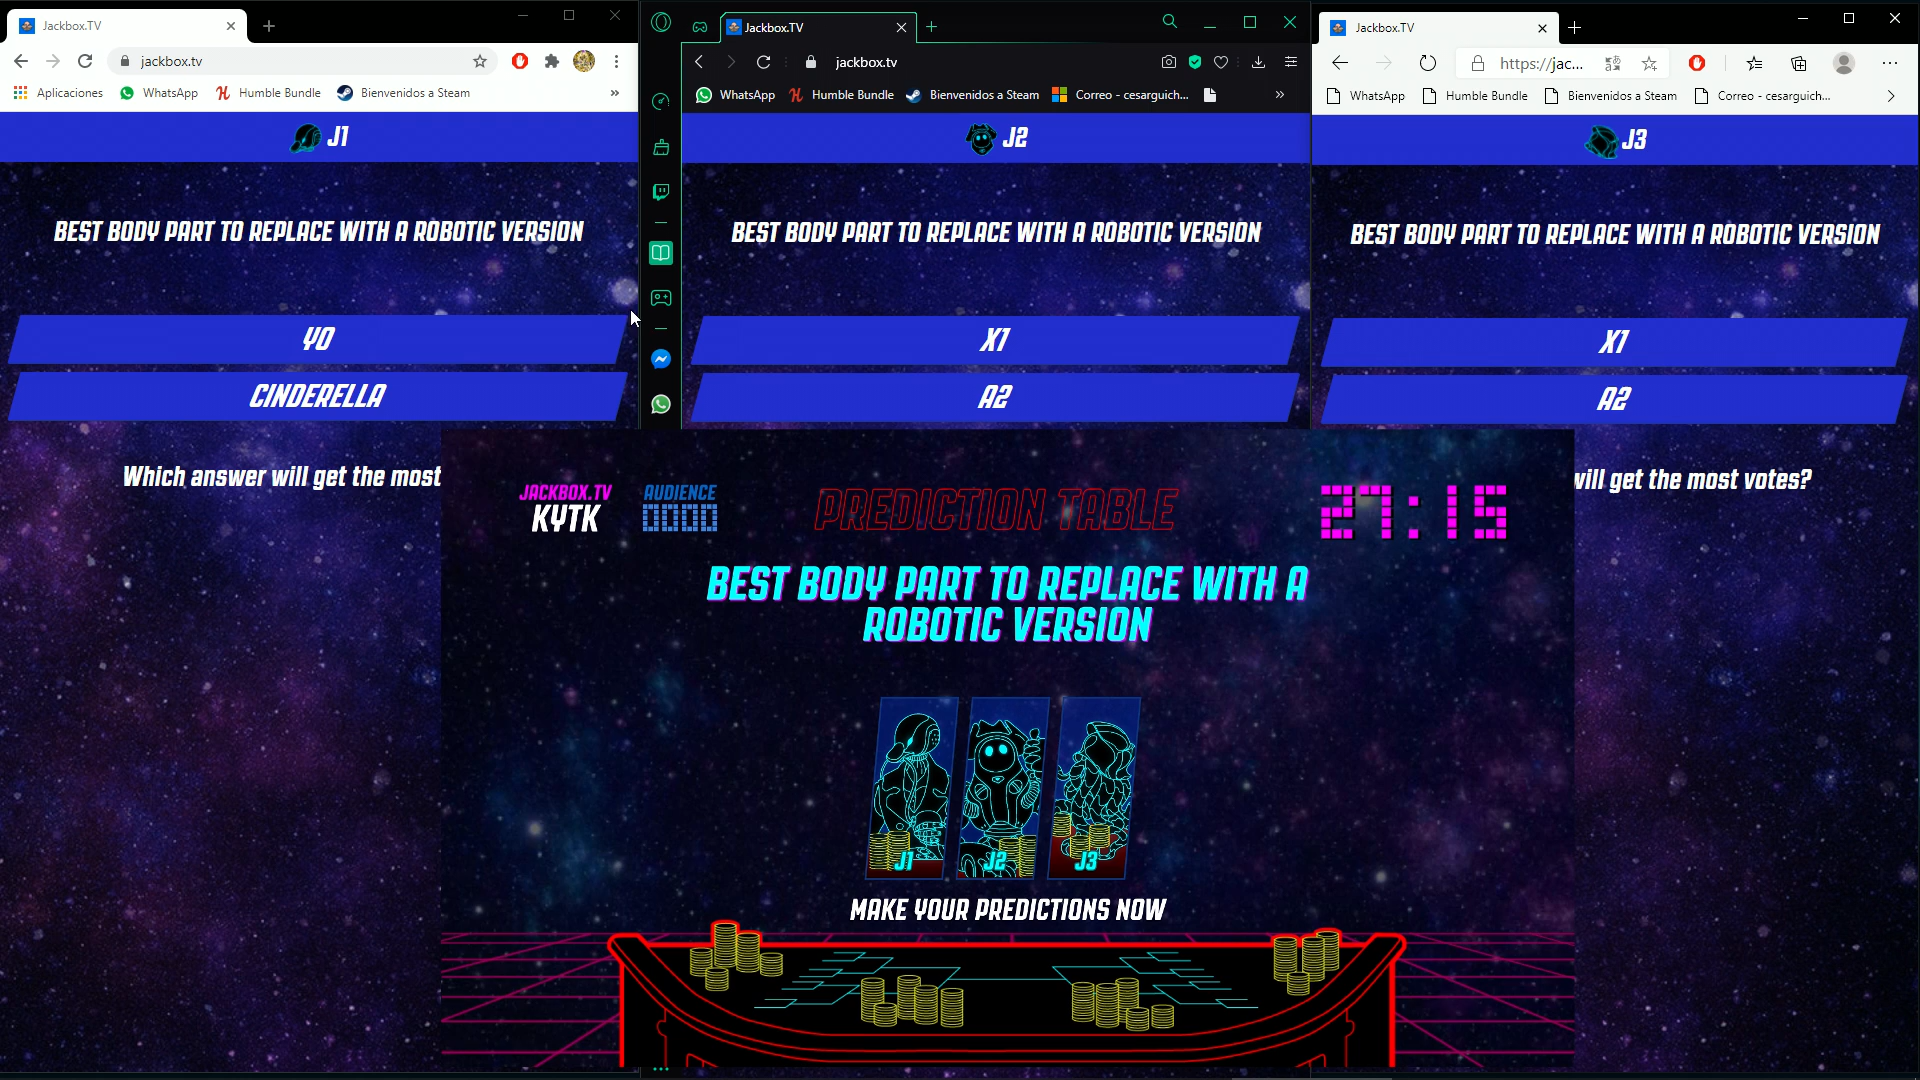 Jackbox.TV
jackbox.tv
Aplicaciones
WhatsApp
Humble Bundle
Bienvenidos a Steam
»
J1
BEST BODY PART TO REPLACE WITH A ROBOTIC VERSION
YO
CINDERELLA
Which answer will get the most
Jackbox.TV
jackbox.tv
WhatsApp
Humble Bundle
Bienvenidos a Steam
Correo - cesarguich...
»
J2
BEST BODY PART TO REPLACE WITH A ROBOTIC VERSION
X1
A2
Jackbox.TV
https://jac...
WhatsApp
Humble Bundle
Bienvenidos a Steam
Correo - cesarguich...
J3
BEST BODY PART TO REPLACE WITH A ROBOTIC VERSION
X1
A2
will get the most votes?
JACKBOX.TV
KYTK
AUDIENCE
0000
PREDICTION TABLE
27:15
BEST BODY PART TO REPLACE WITH A
ROBOTIC VERSION
J1
J2
J3
MAKE YOUR PREDICTIONS NOW